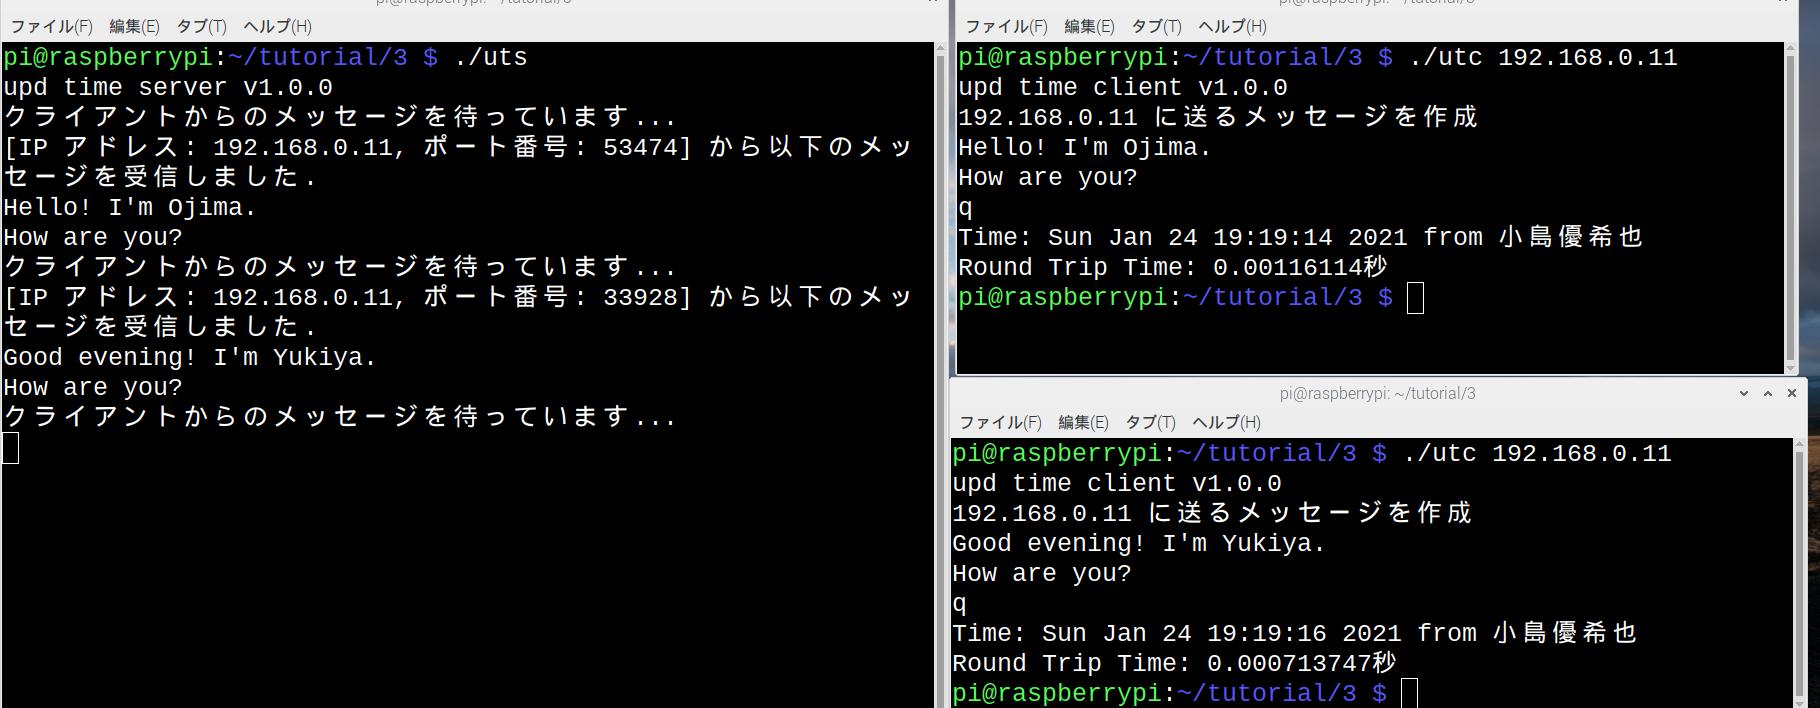 pi@raspberrypi: ~/tutorial/3
ファイル(F) 編集(E) タブ(T) ヘルプ(H)
pi@raspberrypi:~/tutorial/3 $ ./uts
upd time server v1.0.0
クライアントからのメッセージを待っています...
[IP アドレス: 192.168.0.11, ポート番号: 53474] から以下のメッ
セージを受信しました.
Hello! I'm Ojima.
How are you?
クライアントからのメッセージを待っています...
[IP アドレス: 192.168.0.11, ポート番号: 33928] から以下のメッ
セージを受信しました.
Good evening! I'm Yukiya.
How are you?
クライアントからのメッセージを待っています...
pi@raspberrypi: ~/tutorial/3
ファイル(F) 編集(E) タブ(T) ヘルプ(H)
pi@raspberrypi:~/tutorial/3 $ ./utc 192.168.0.11
upd time client v1.0.0
192.168.0.11 に送るメッセージを作成
Hello! I'm Ojima.
How are you?
q
Time: Sun Jan 24 19:19:14 2021 from 小島優希也
Round Trip Time: 0.00116114秒
pi@raspberrypi:~/tutorial/3 $
pi@raspberrypi: ~/tutorial/3
ファイル(F) 編集(E) タブ(T) ヘルプ(H)
pi@raspberrypi:~/tutorial/3 $ ./utc 192.168.0.11
upd time client v1.0.0
192.168.0.11 に送るメッセージを作成
Good evening! I'm Yukiya.
How are you?
q
Time: Sun Jan 24 19:19:16 2021 from 小島優希也
Round Trip Time: 0.000713747秒
pi@raspberrypi:~/tutorial/3 $